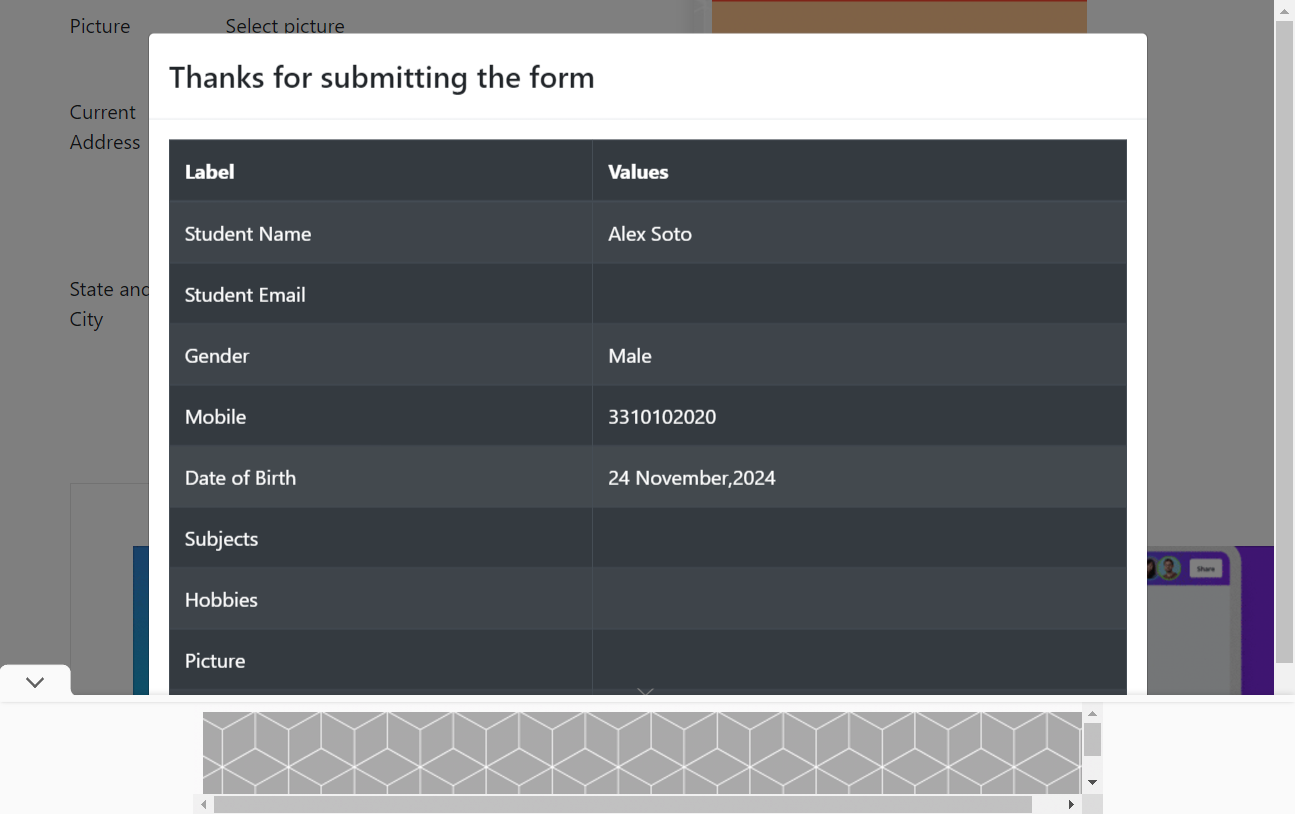 Picture Select picture
Thanks for submitting the form
Current
Address
Label Values
Student Name Alex Soto
Student Email
State and
City
Gender Male
Mobile 3310102020
Date of Birth 24 November,2024
Subjects
Share
Hobbies
Picture